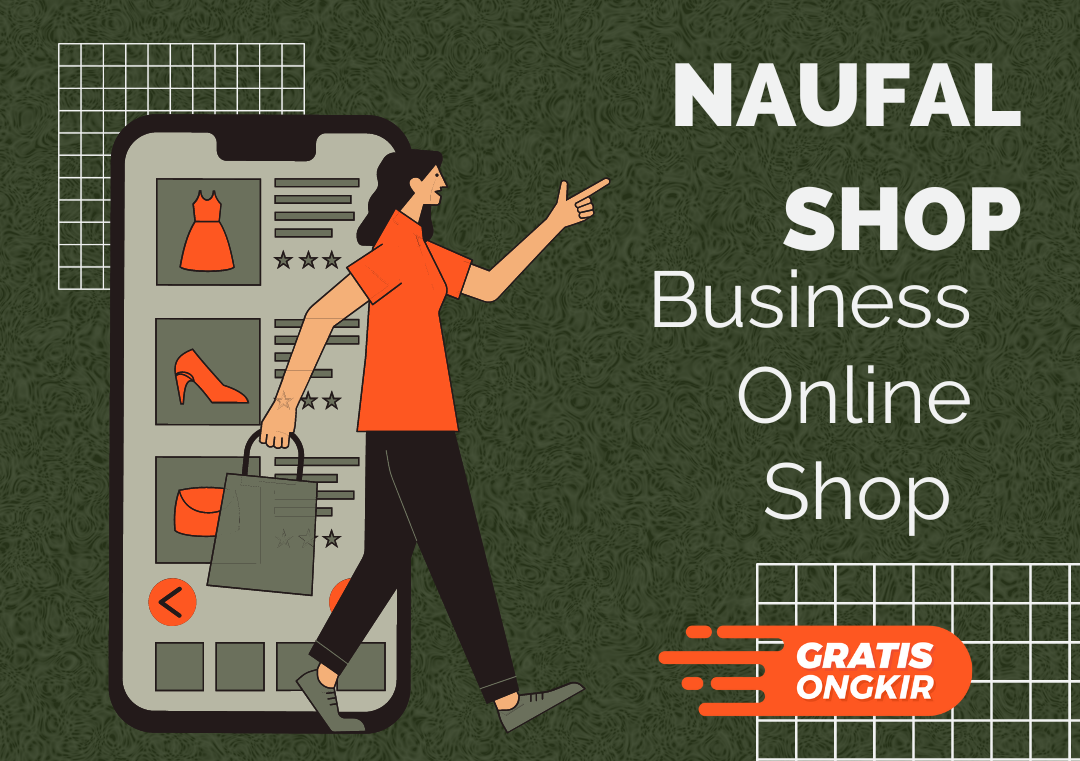 NAUFAL
SHOP
Business
Online
Shop
GRATIS
ONGKIR